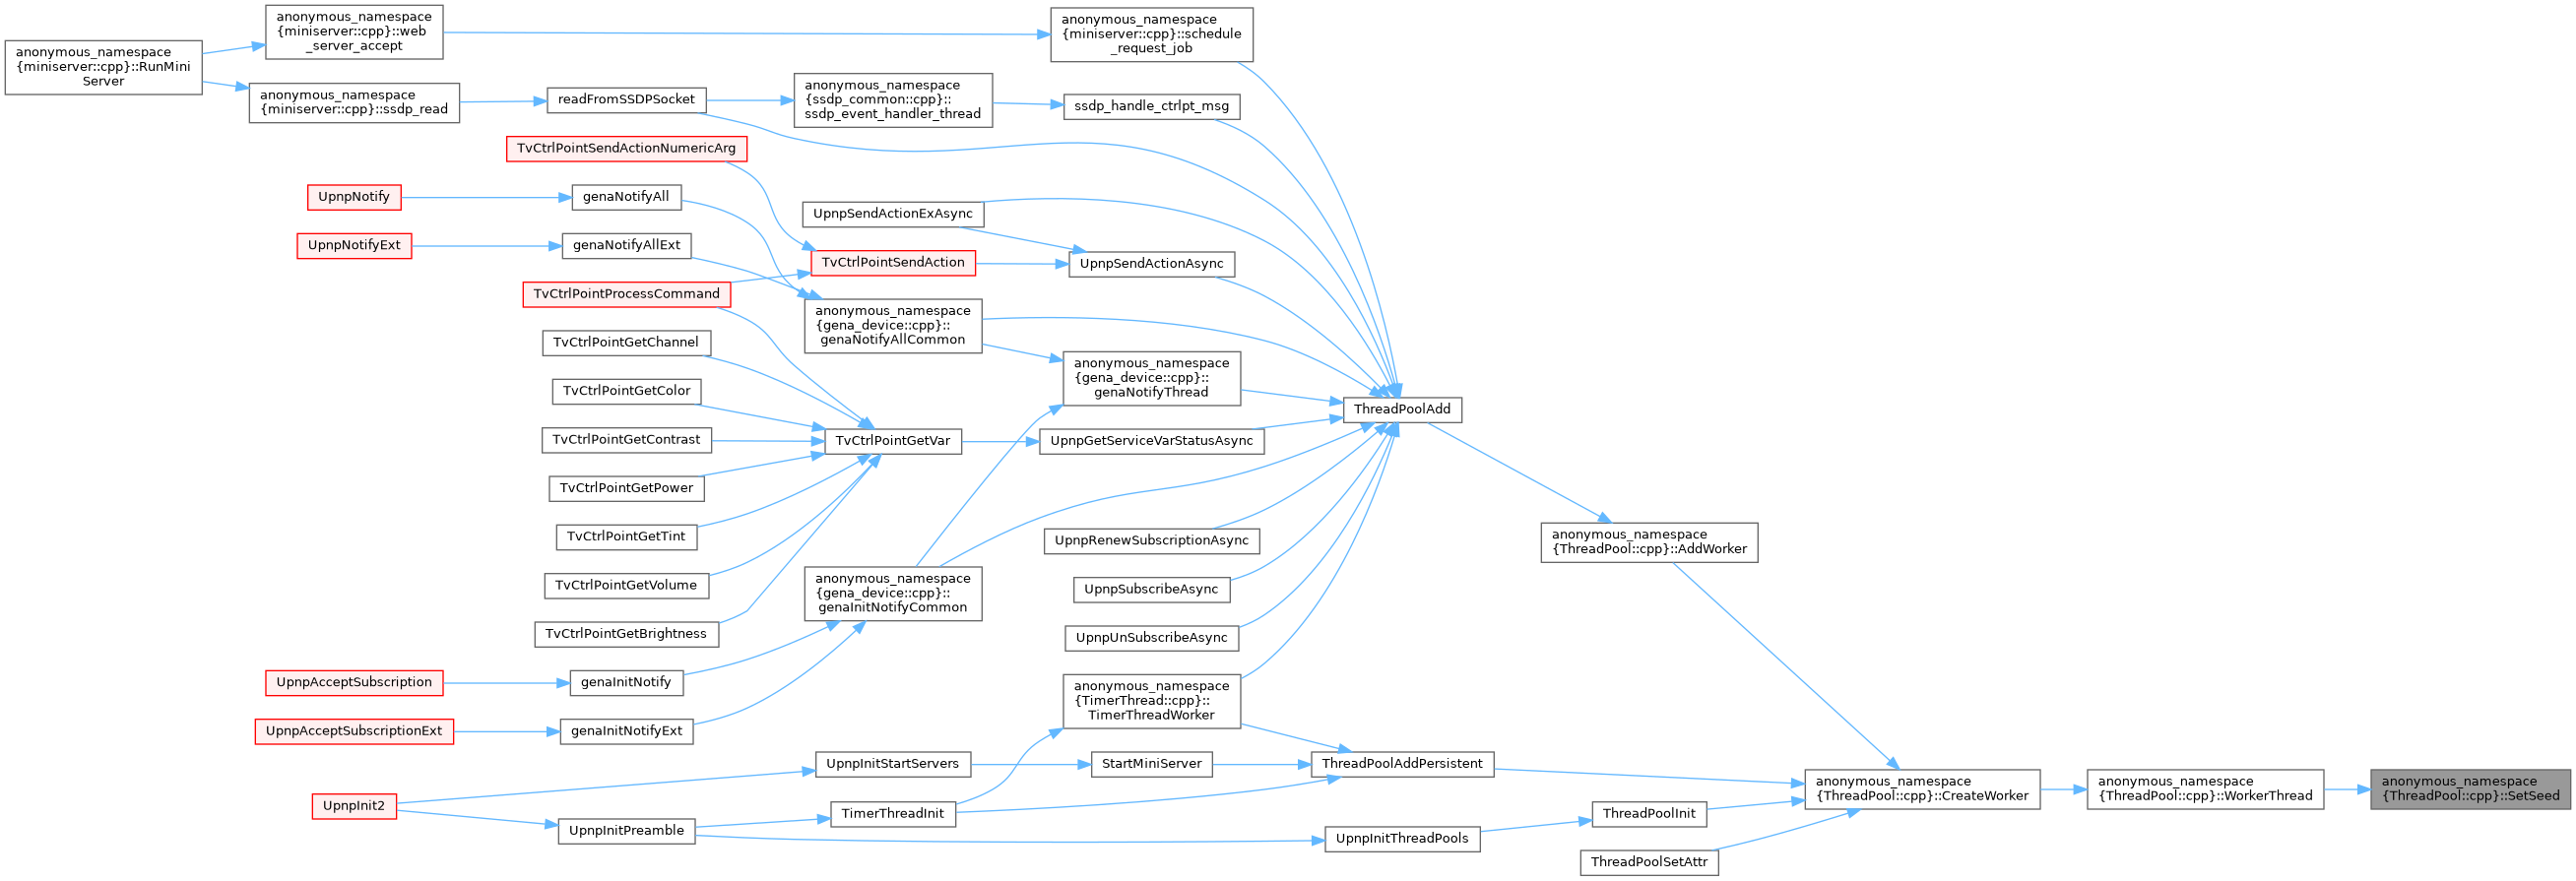 anonymous_namespace
{miniserver::cpp}::RunMini
Server
anonymous_namespace
{miniserver::cpp}::web
_server_accept
anonymous_namespace
{miniserver::cpp}::ssdp_read
readFromSSDPSocket
anonymous_namespace
{ssdp_common::cpp}::
ssdp_event_handler_thread
anonymous_namespace
{miniserver::cpp}::schedule
_request_job
ssdp_handle_ctrlpt_msg
TvCtrlPointSendActionNumericArg
UpnpNotify
genaNotifyAll
UpnpSendActionExAsync
UpnpNotifyExt
genaNotifyAllExt
TvCtrlPointSendAction
UpnpSendActionAsync
TvCtrlPointProcessCommand
anonymous_namespace
{gena_device::cpp}::
genaNotifyAllCommon
TvCtrlPointGetChannel
anonymous_namespace
{gena_device::cpp}::
genaNotifyThread
TvCtrlPointGetColor
ThreadPoolAdd
TvCtrlPointGetContrast
TvCtrlPointGetVar
UpnpGetServiceVarStatusAsync
TvCtrlPointGetPower
TvCtrlPointGetTint
UpnpRenewSubscriptionAsync
anonymous_namespace
{ThreadPool::cpp}::AddWorker
TvCtrlPointGetVolume
anonymous_namespace
{gena_device::cpp}::
genaInitNotifyCommon
UpnpSubscribeAsync
TvCtrlPointGetBrightness
UpnpUnSubscribeAsync
UpnpAcceptSubscription
genaInitNotify
anonymous_namespace
{TimerThread::cpp}::
TimerThreadWorker
UpnpAcceptSubscriptionExt
genaInitNotifyExt
UpnpInitStartServers
StartMiniServer
ThreadPoolAddPersistent
UpnpInit2
UpnpInitPreamble
TimerThreadInit
UpnpInitThreadPools
ThreadPoolInit
ThreadPoolSetAttr
anonymous_namespace
{ThreadPool::cpp}::CreateWorker
anonymous_namespace
{ThreadPool::cpp}::WorkerThread
anonymous_namespace
{ThreadPool::cpp}::SetSeed